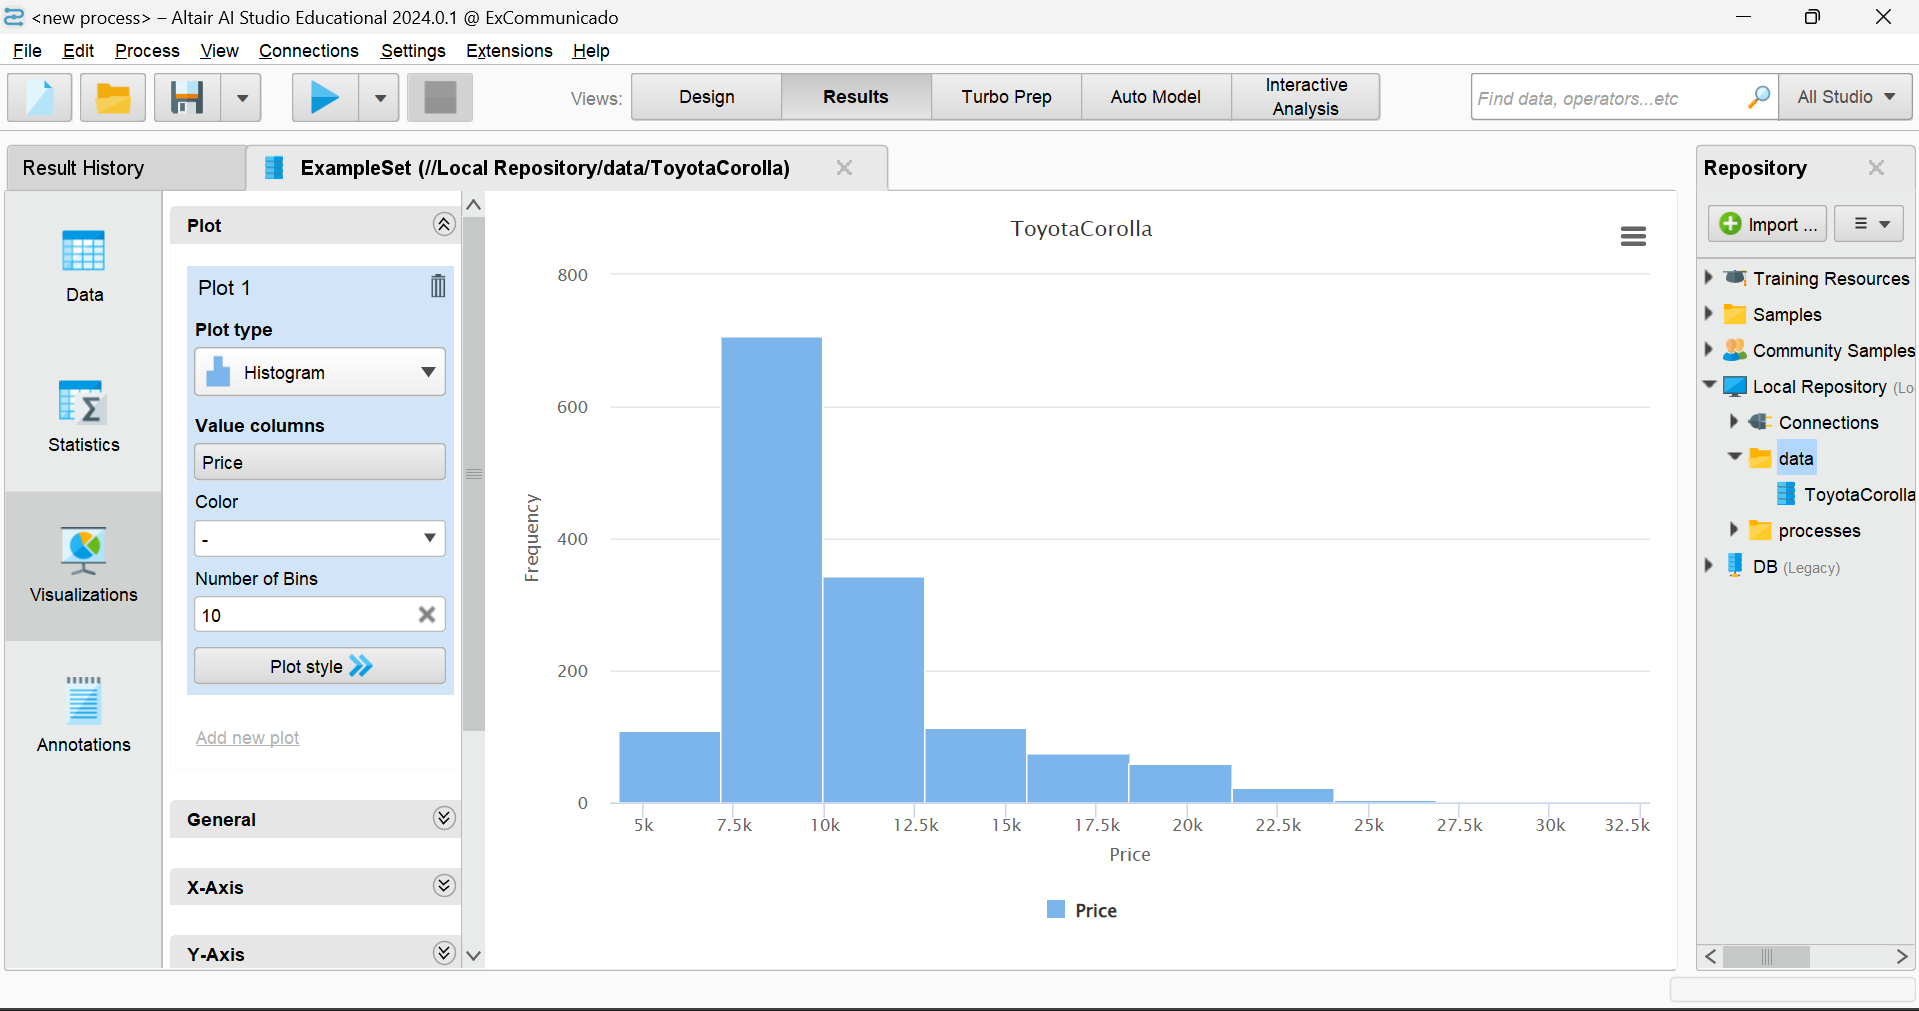 <new process> – Altair AI Studio Educational 2024.0.1 @ ExCommunicado
File Edit Process View Connections Settings Extensions Help
Views: Design Results Turbo Prep Auto Model Interactive Analysis
Find data, operators...etc All Studio
Result History
ExampleSet (//Local Repository/data/ToyotaCorolla)
Data
Statistics
Visualizations
Annotations
Plot
Plot 1
Plot type
Histogram
Value columns
Price
Color
-
Number of Bins
10
Plot style
Add new plot
General
X-Axis
Y-Axis
ToyotaCorolla
Frequency
800
600
400
200
0
5k 7.5k 10k 12.5k 15k 17.5k 20k 22.5k 25k 27.5k 30k 32.5k
Price
Price
Repository
Import ...
Training Resources
Samples
Community Samples
Local Repository (Lo
Connections
data
ToyotaCorolla
processes
DB (Legacy)